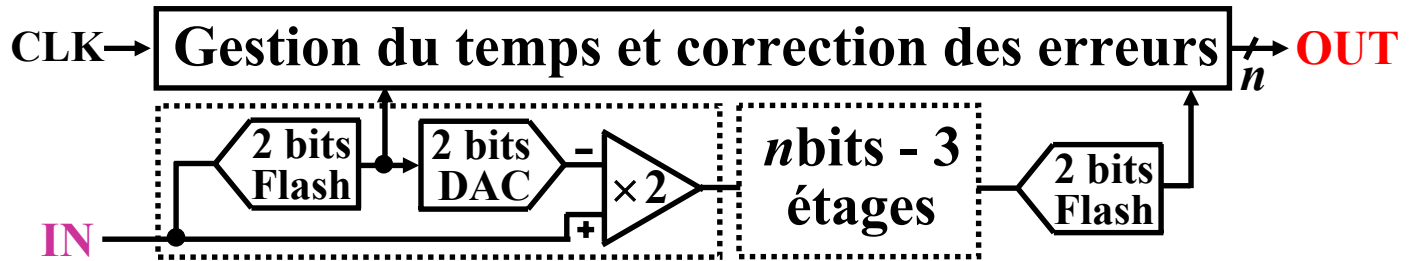 CLK
Gestion du temps et correction des erreurs
OUT
n
2 bits
Flash
2 bits
DAC
-
+
× 2
nbits - 3
étages
2 bits
Flash
IN